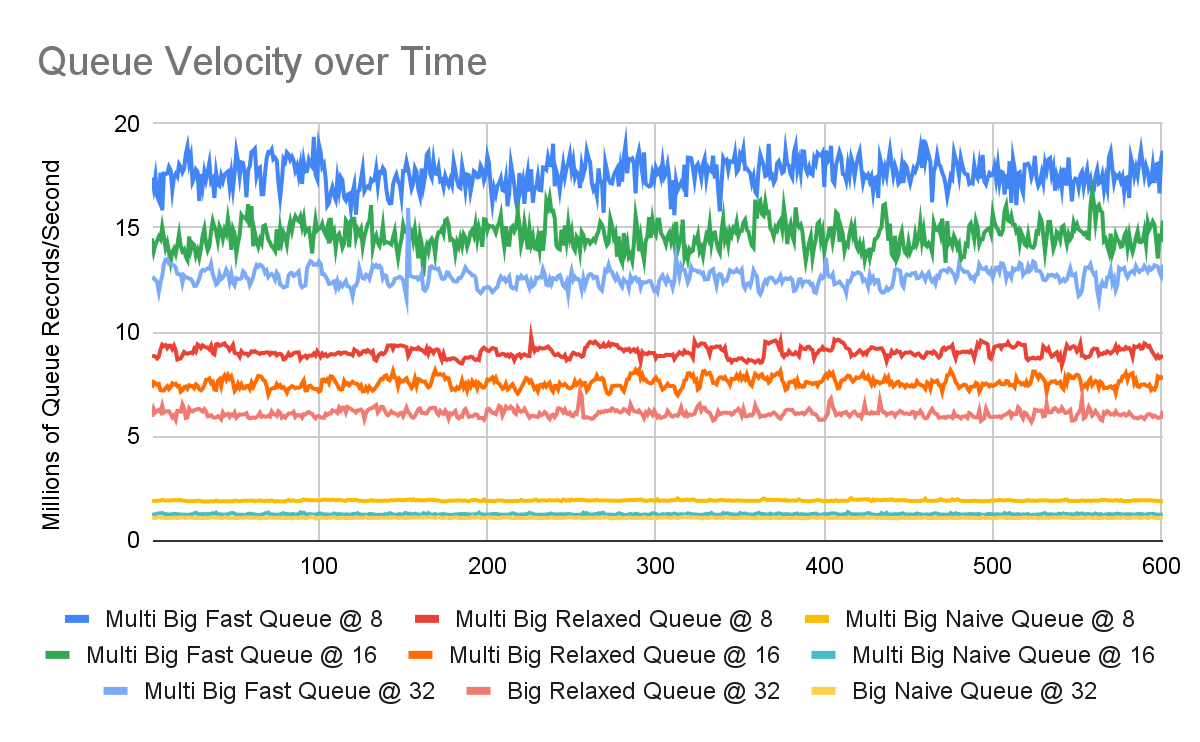 Queue Velocity over Time
Millions of Queue Records/Second
20
15
10
5
0
100 200 300 400 500 600
Multi Big Fast Queue @ 8 Multi Big Relaxed Queue @ 8 Multi Big Naive Queue @ 8
Multi Big Fast Queue @ 16 Multi Big Relaxed Queue @ 16 Multi Big Naive Queue @ 16
Multi Big Fast Queue @ 32 Big Relaxed Queue @ 32 Big Naive Queue @ 32